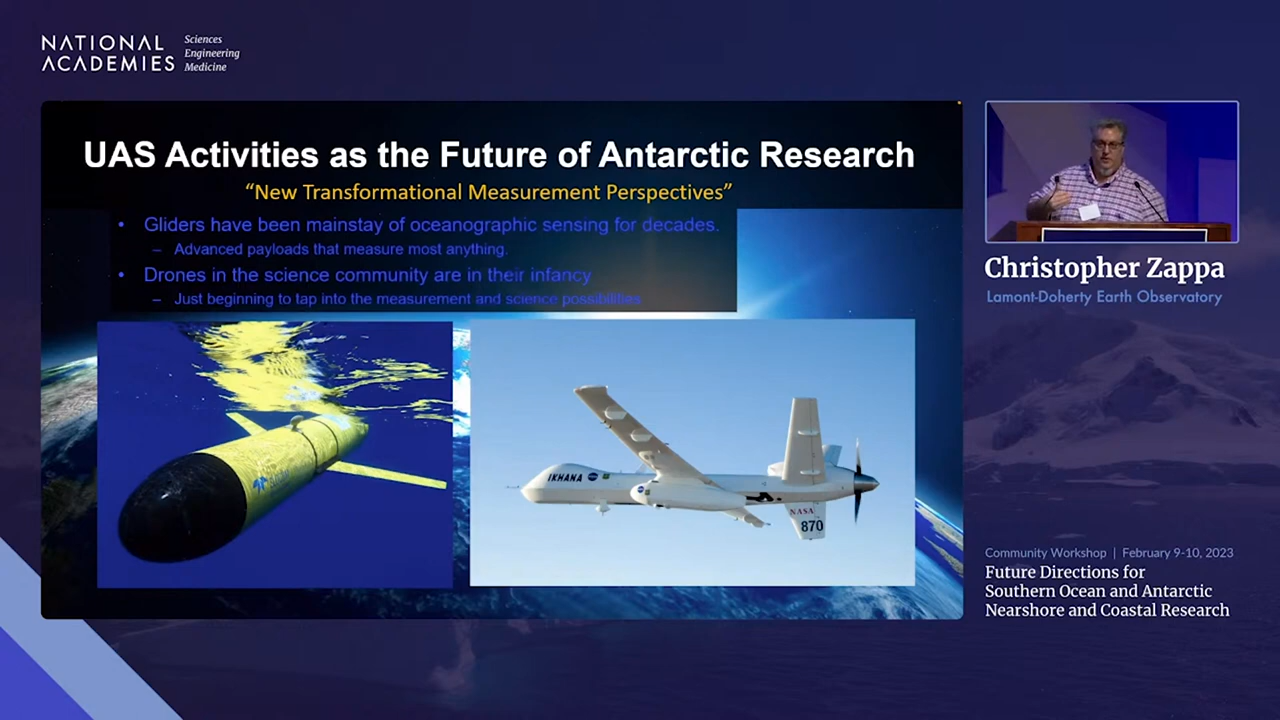 NATIONAL
ACADEMIES
Sciences
Engineering
Medicine
UAS Activities as the Future of Antarctic Research
“New Transformational Measurement Perspectives”
• Gliders have been mainstay of oceanographic sensing for decades.
– Advanced payloads that measure most anything.
• Drones in the science community are in their infancy
– Just beginning to tap into the measurement and science possibilities
IKHANA
NASA
870
Christopher Zappa
Lamont-Doherty Earth Observatory
Community Workshop | February 9-10, 2023
Future Directions for
Southern Ocean and Antarctic
Nearshore and Coastal Research